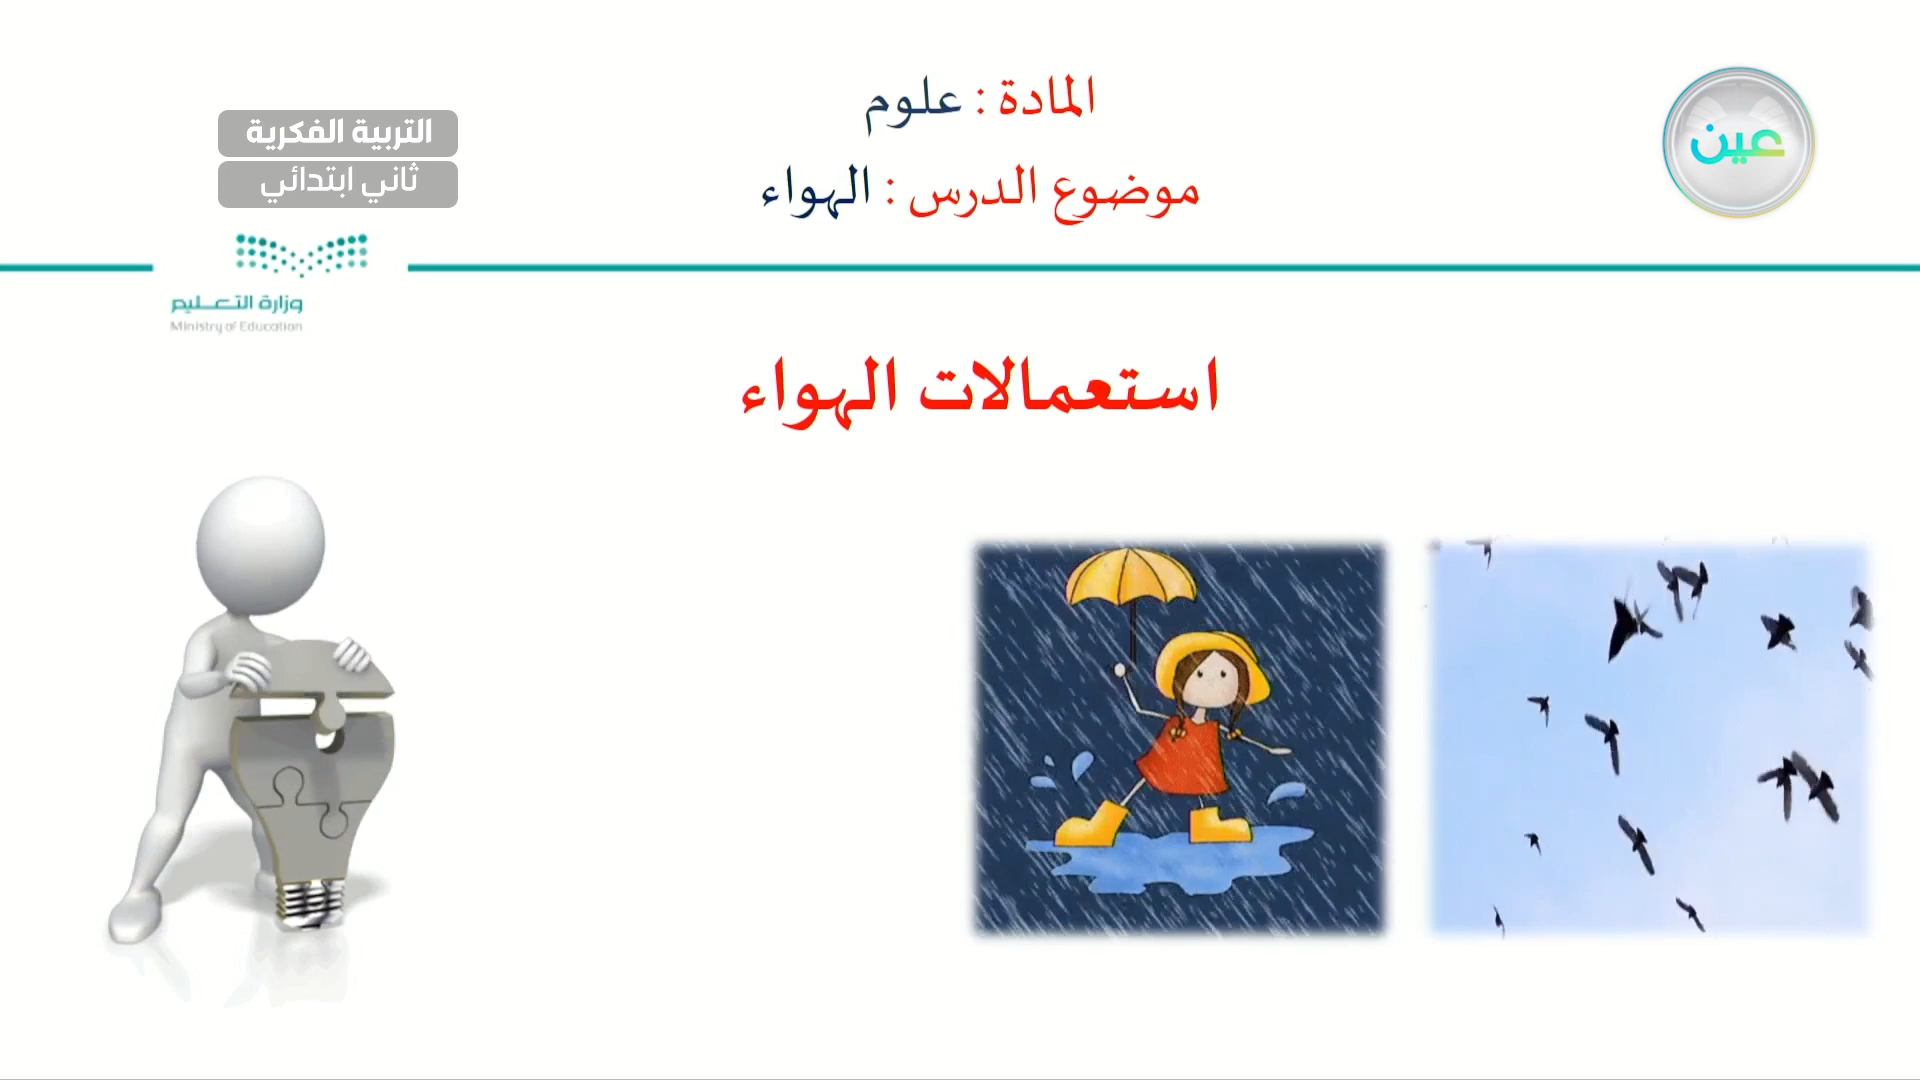 المادة : علوم
موضوع الدرس : الهواء
عين
التربية الفكرية
ثاني ابتدائي
وزارة التعليم
Ministry of Education
استعمالات الهواء